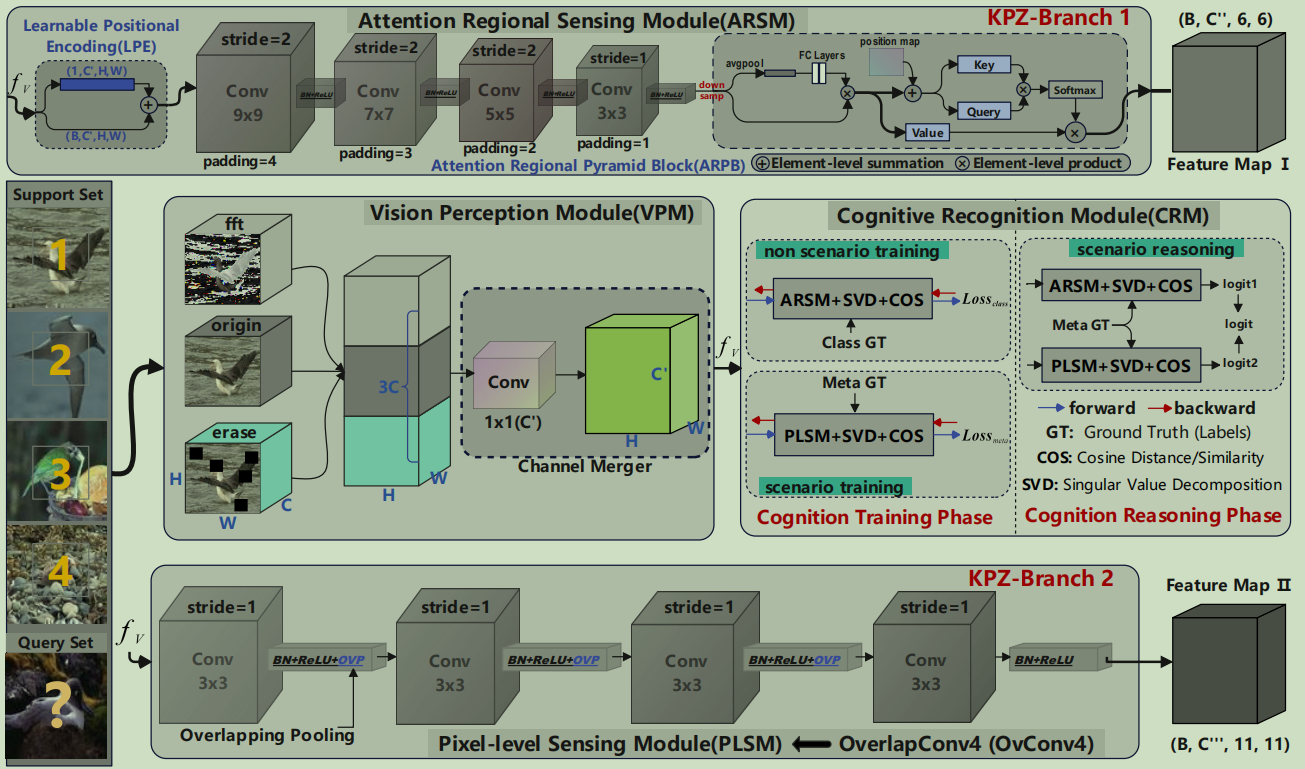 Attention Regional Sensing Module(ARSM)
KPZ-Branch 1
Learnable Positional
Encoding(LPE)
f V
(1,C',H,W)
(B,C',H,W)
stride=2
Conv
9x9
padding=4
BN+ReLU
stride=2
Conv
7x7
padding=3
BN+ReLU
stride=2
Conv
5x5
padding=2
BN+ReLU
stride=1
Conv
3x3
padding=1
BN+ReLU
down
samp
avgpool
FC Layers
position map
Key
Query
Value
Softmax
Attention Regional Pyramid Block(ARPB)
Element-level summation
Element-level product
(B, C'', 6, 6)
Feature Map Ⅰ
Support Set
1
2
3
4
Query Set
?
Vision Perception Module(VPM)
fft
origin
erase
H
W
C
3C
H
W
Conv
1x1(C')
C'
H
W
Channel Merger
f V
Cognitive Recognition Module(CRM)
non scenario training
ARSM+SVD+COS
Loss class
Class GT
Meta GT
PLSM+SVD+COS
Loss meta
scenario training
Cognition Training Phase
scenario reasoning
ARSM+SVD+COS
logit1
Meta GT
logit
PLSM+SVD+COS
logit2
forward
backward
GT: Ground Truth (Labels)
COS: Cosine Distance/Similarity
SVD: Singular Value Decomposition
Cognition Reasoning Phase
KPZ-Branch 2
f V
stride=1
Conv
3x3
BN+ReLU+OVP
stride=1
Conv
3x3
BN+ReLU+OVP
stride=1
Conv
3x3
BN+ReLU+OVP
stride=1
Conv
3x3
BN+ReLU
Overlapping Pooling
Pixel-level Sensing Module(PLSM)
OverlapConv4 (OvConv4)
Feature Map Ⅱ
(B, C''', 11, 11)